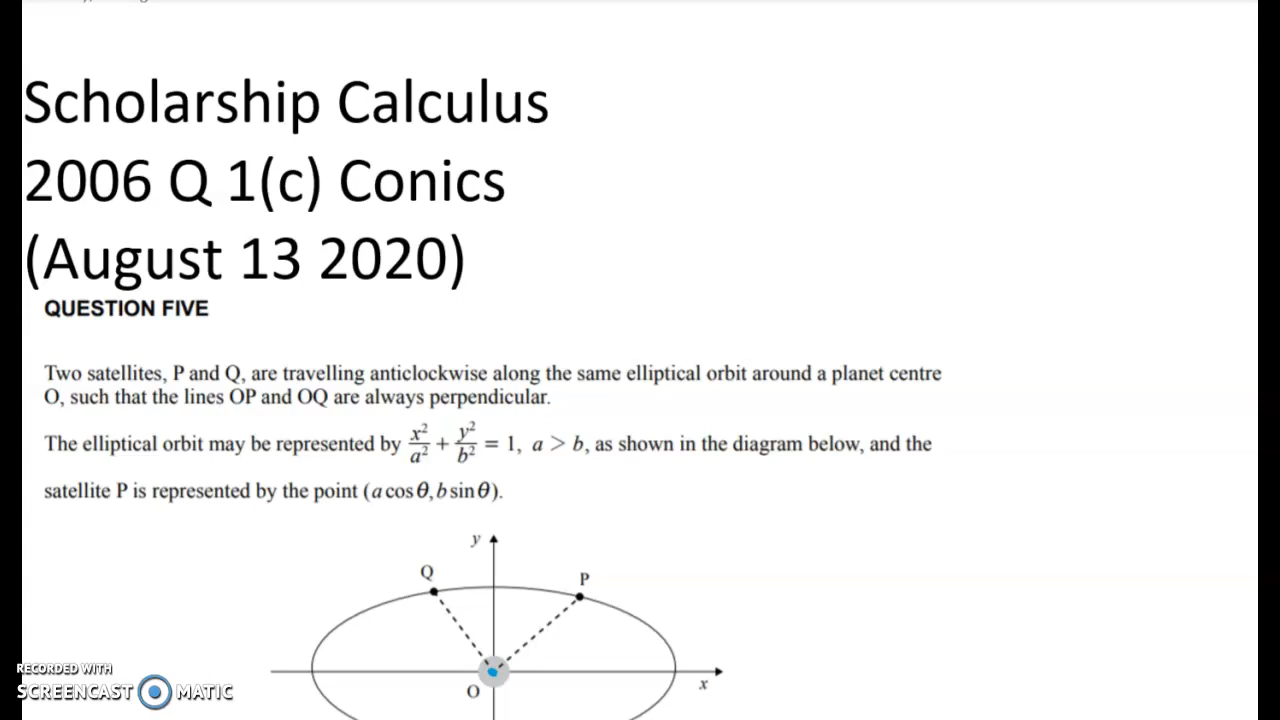 Scholarship Calculus
2006 Q 1(c) Conics
(August 13 2020)
QUESTION FIVE
Two satellites, P and Q, are travelling anticlockwise along the same elliptical orbit around a planet centre
O, such that the lines OP and OQ are always perpendicular.
The elliptical orbit may be represented by x²/a² + y²/b² = 1, a > b, as shown in the diagram below, and the
satellite P is represented by the point (a cos θ, b sin θ).
y
Q
P
O
x
RECORDED WITH
SCREENCAST MATIC